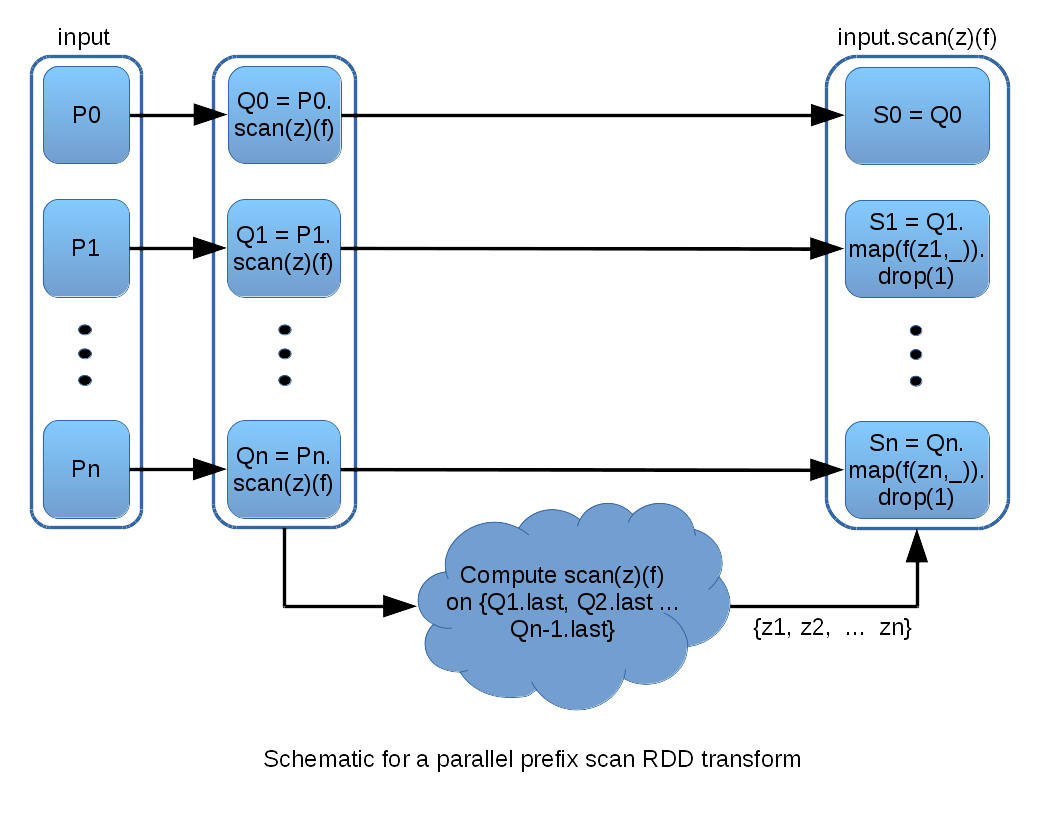 input
input.scan(z)(f)
P0
Q0 = P0.
scan(z)(f)
S0 = Q0
P1
Q1 = P1.
scan(z)(f)
S1 = Q1.
map(f(z1,_)).
drop(1)
Pn
Qn = Pn.
scan(z)(f)
Sn = Qn.
map(f(zn,_)).
drop(1)
Compute scan(z)(f)
on {Q1.last, Q2.last ...
Qn-1.last}
{z1, z2, ... zn}
Schematic for a parallel prefix scan RDD transform